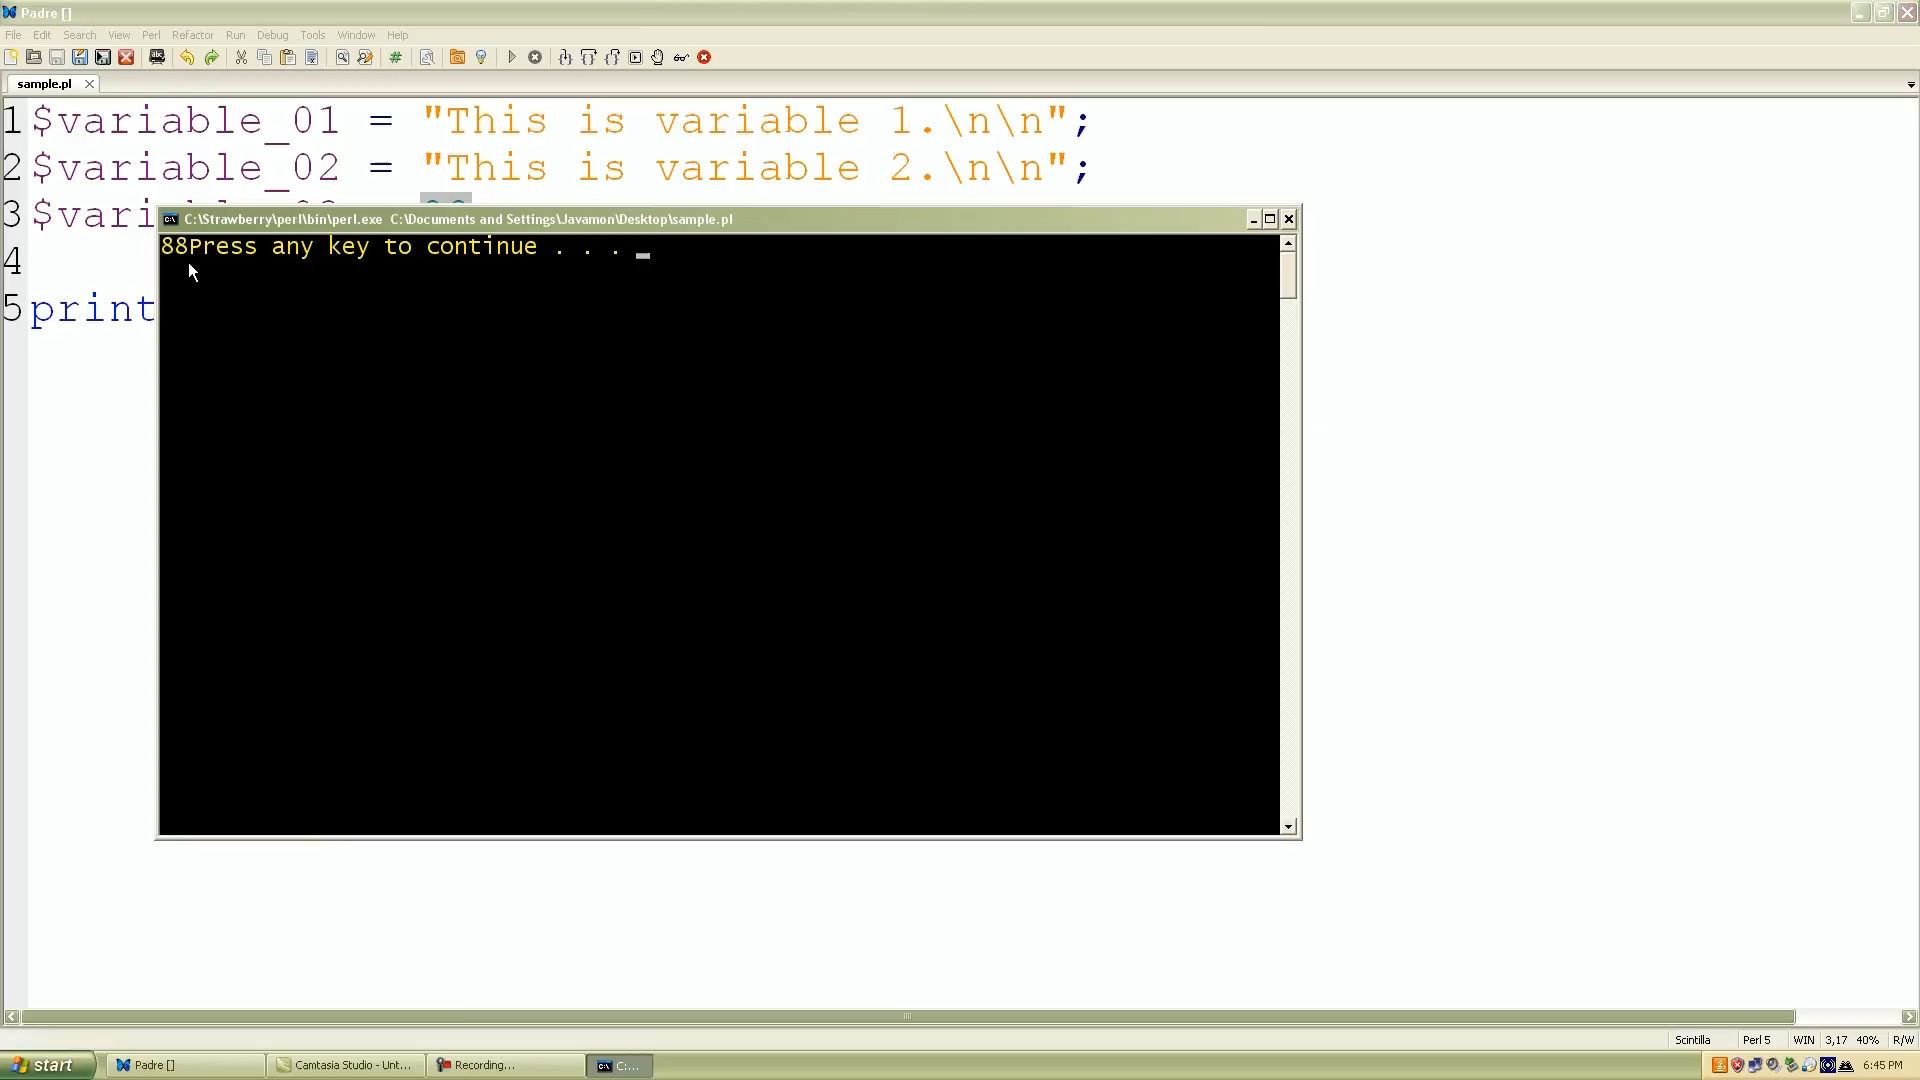 Padre []
File Edit Search View Perl Refactor Run Debug Tools Window Help
sample.pl
1 $variable_01 = "This is variable 1.\n\n";
2 $variable_02 = "This is variable 2.\n\n";
3 $vari
C:\Strawberry\perl\bin\perl.exe C:\Documents and Settings\Javamon\Desktop\sample.pl
88Press any key to continue . . . _
4
5 print
Scintilla Perl 5 WIN 3,17 40% R/W
start Padre [] Camtasia Studio - Unt... Recording... C:... 6:45 PM